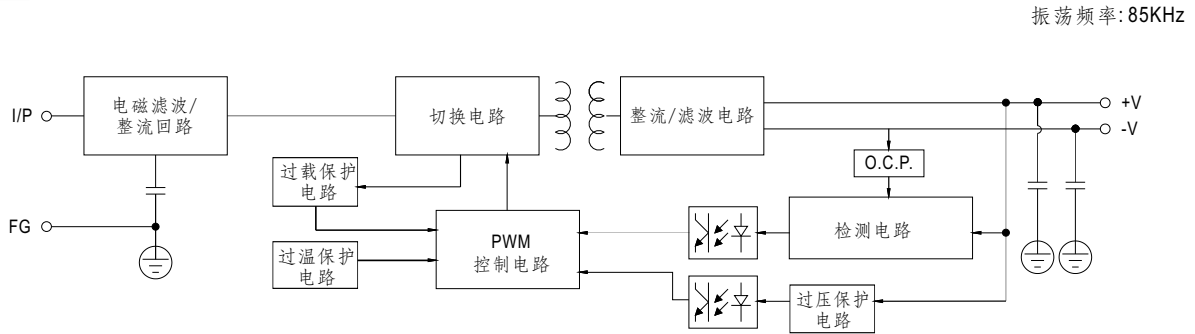 振荡频率: 85KHz
I/P
电磁滤波/
整流回路
切换电路
整流/滤波电路
+V
-V
O.C.P.
过载保护
电路
FG
PWM
控制电路
检测电路
过温保护
电路
过压保护
电路